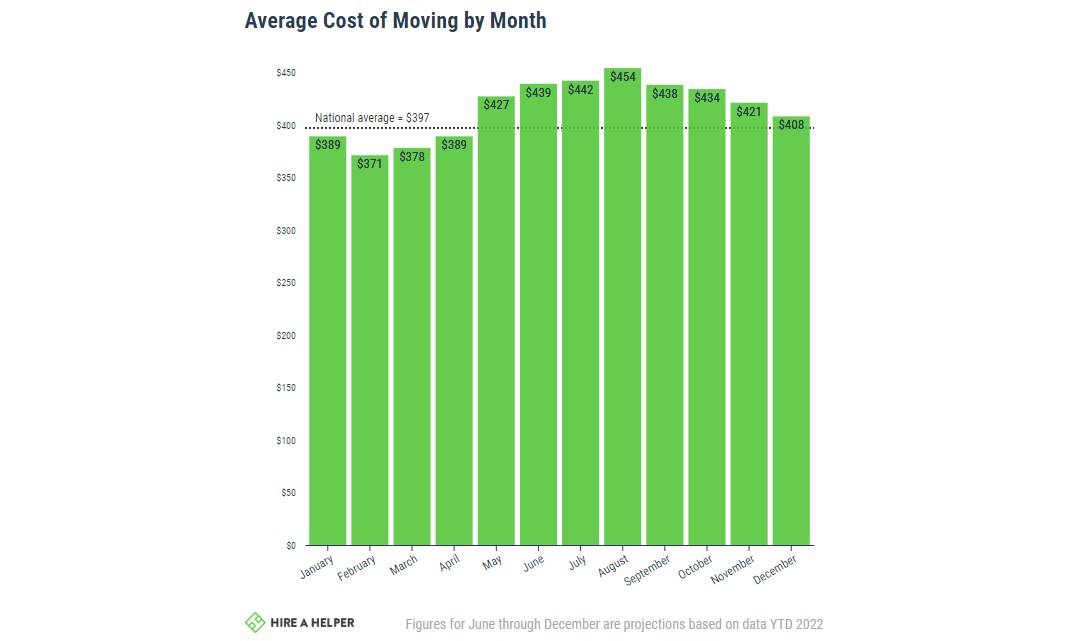 Average Cost of Moving by Month
$450
$400
$350
$300
$250
$200
$150
$100
$50
$0
National average = $397
$389
$371
$378
$389
$427
$439
$442
$454
$438
$434
$421
$408
January
February
March
April
May
June
July
August
September
October
November
December
HIRE A HELPER
Figures for June through December are projections based on data YTD 2022